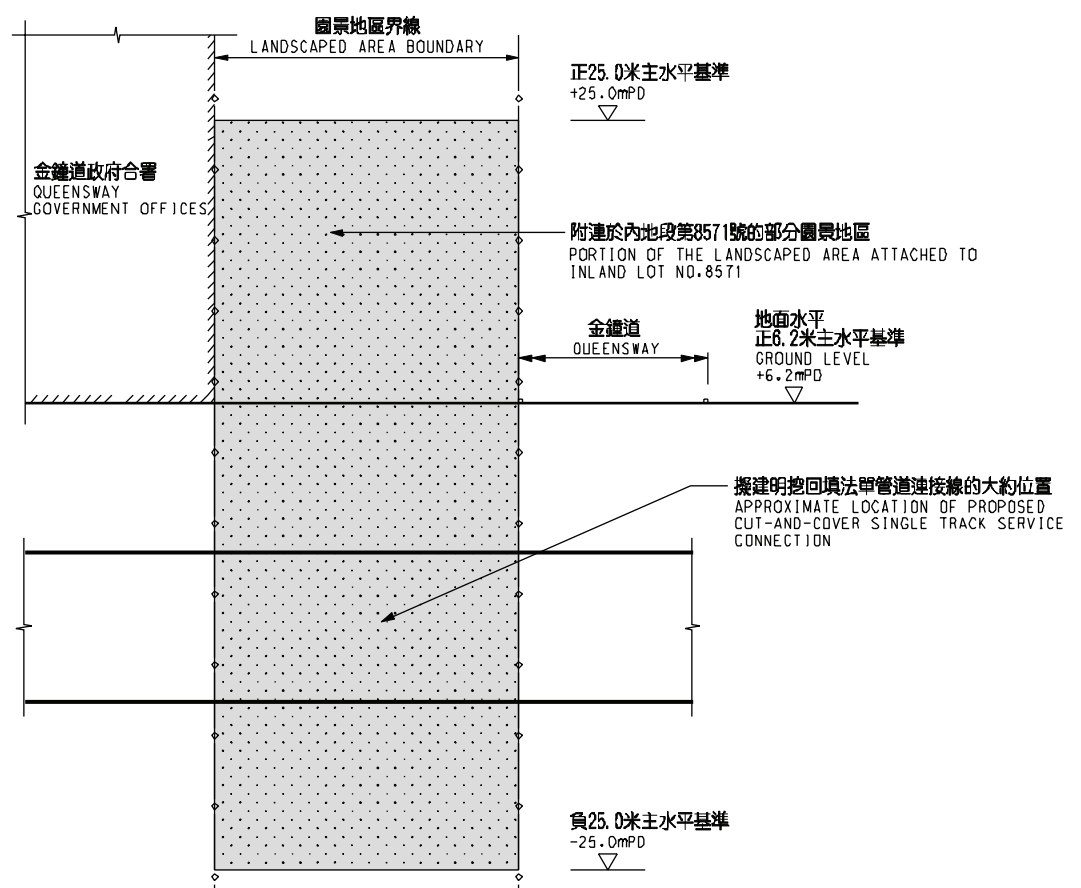 園景地區界線
LANDSCAPED AREA BOUNDARY
正25.0米主水平基準
+25.0mPD
金鐘道政府合署
QUEENSWAY
GOVERNMENT OFFICES
附連於內地段第8571號的部分園景地區
PORTION OF THE LANDSCAPED AREA ATTACHED TO
INLAND LOT NO.8571
金鐘道
QUEENSWAY
地面水平
正6.2米主水平基準
GROUND LEVEL
+6.2mPD
擬建明挖回填法單管道連接線的大約位置
APPROXIMATE LOCATION OF PROPOSED
CUT-AND-COVER SINGLE TRACK SERVICE
CONNECTION
負25.0米主水平基準
-25.0mPD